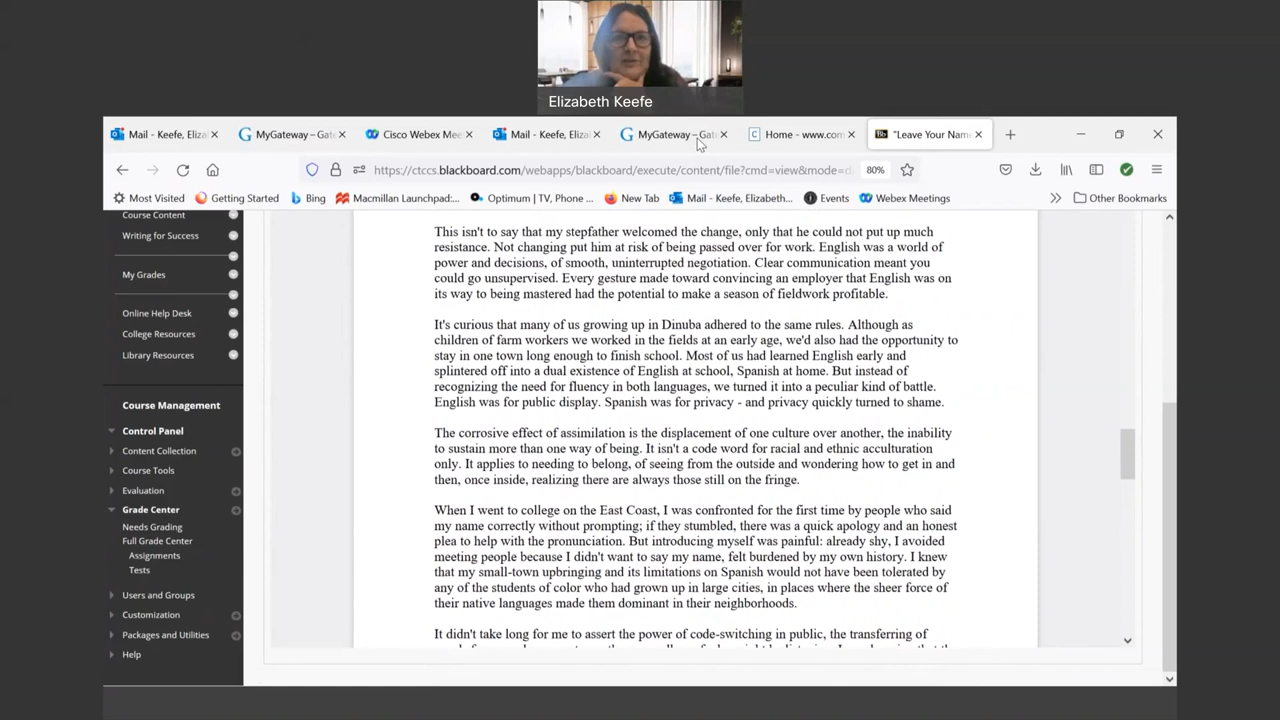 Elizabeth Keefe
Mail - Keefe, Eliza
MyGateway – Gate
Cisco Webex Mee
Mail - Keefe, Eliza
MyGateway – Gate
Home - www.com
"Leave Your Nam
https://ctccs.blackboard.com/webapps/blackboard/execute/content/file?cmd=view&mode=d
80%
Most Visited
Getting Started
Bing
Macmillan Launchpad:...
Optimum | TV, Phone ...
New Tab
Mail - Keefe, Elizabeth...
Events
Webex Meetings
Other Bookmarks
Course Content
Writing for Success
My Grades
Online Help Desk
College Resources
Library Resources
Course Management
Control Panel
Content Collection
Course Tools
Evaluation
Grade Center
Needs Grading
Full Grade Center
Assignments
Tests
Users and Groups
Customization
Packages and Utilities
Help
This isn't to say that my stepfather welcomed the change, only that he could not put up much
resistance. Not changing put him at risk of being passed over for work. English was a world of
power and decisions, of smooth, uninterrupted negotiation. Clear communication meant you
could go unsupervised. Every gesture made toward convincing an employer that English was on
its way to being mastered had the potential to make a season of fieldwork profitable.
It's curious that many of us growing up in Dinuba adhered to the same rules. Although as
children of farm workers we worked in the fields at an early age, we'd also had the opportunity to
stay in one town long enough to finish school. Most of us had learned English early and
splintered off into a dual existence of English at school, Spanish at home. But instead of
recognizing the need for fluency in both languages, we turned it into a peculiar kind of battle.
English was for public display. Spanish was for privacy - and privacy quickly turned to shame.
The corrosive effect of assimilation is the displacement of one culture over another, the inability
to sustain more than one way of being. It isn't a code word for racial and ethnic acculturation
only. It applies to needing to belong, of seeing from the outside and wondering how to get in and
then, once inside, realizing there are always those still on the fringe.
When I went to college on the East Coast, I was confronted for the first time by people who said
my name correctly without prompting; if they stumbled, there was a quick apology and an honest
plea to help with the pronunciation. But introducing myself was painful: already shy, I avoided
meeting people because I didn't want to say my name, felt burdened by my own history. I knew
that my small-town upbringing and its limitations on Spanish would not have been tolerated by
any of the students of color who had grown up in large cities, in places where the sheer force of
their native languages made them dominant in their neighborhoods.
It didn't take long for me to assert the power of code-switching in public, the transferring of